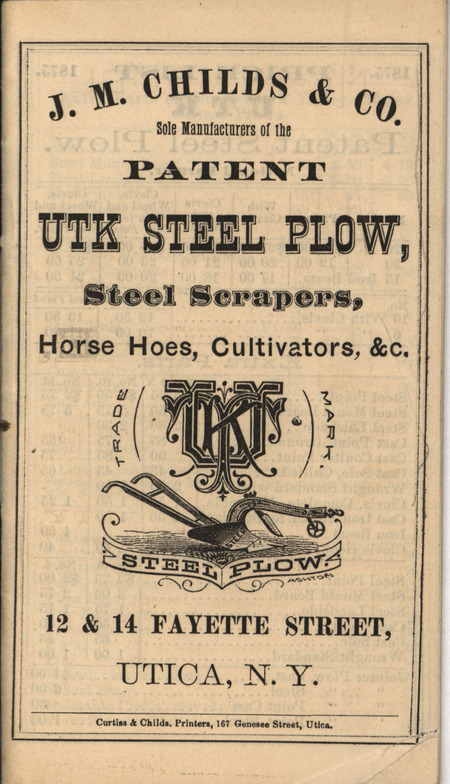 J. M. CHILDS & CO.
Sole Manufacturers of the
PATENT
UTK STEEL PLOW,
Steel Scrapers,
Horse Hoes, Cultivators, &c.
TRADE MARK.
UTK
STEEL PLOW.
12 & 14 FAYETTE STREET,
UTICA, N. Y.
Curtiss & Childs. Printers, 167 Genesee Street, Utica.